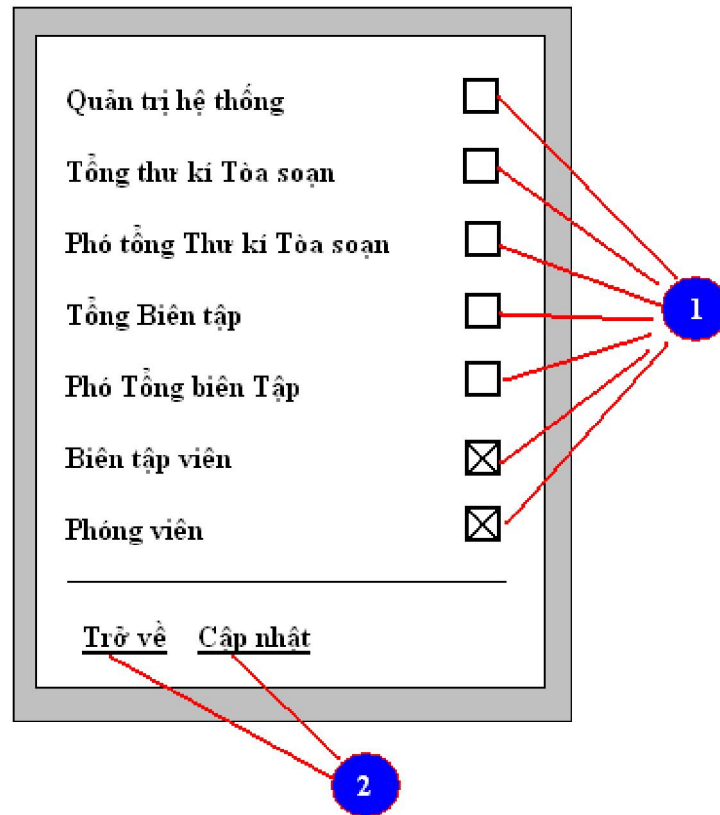 Quản trị hệ thống
Tổng thư kí Tòa soạn
Phó tổng Thư kí Tòa soạn
1
Tổng Biên tập
Phó Tổng biên Tập
Biên tập viên
Phóng viên
Trở về Cập nhật
2